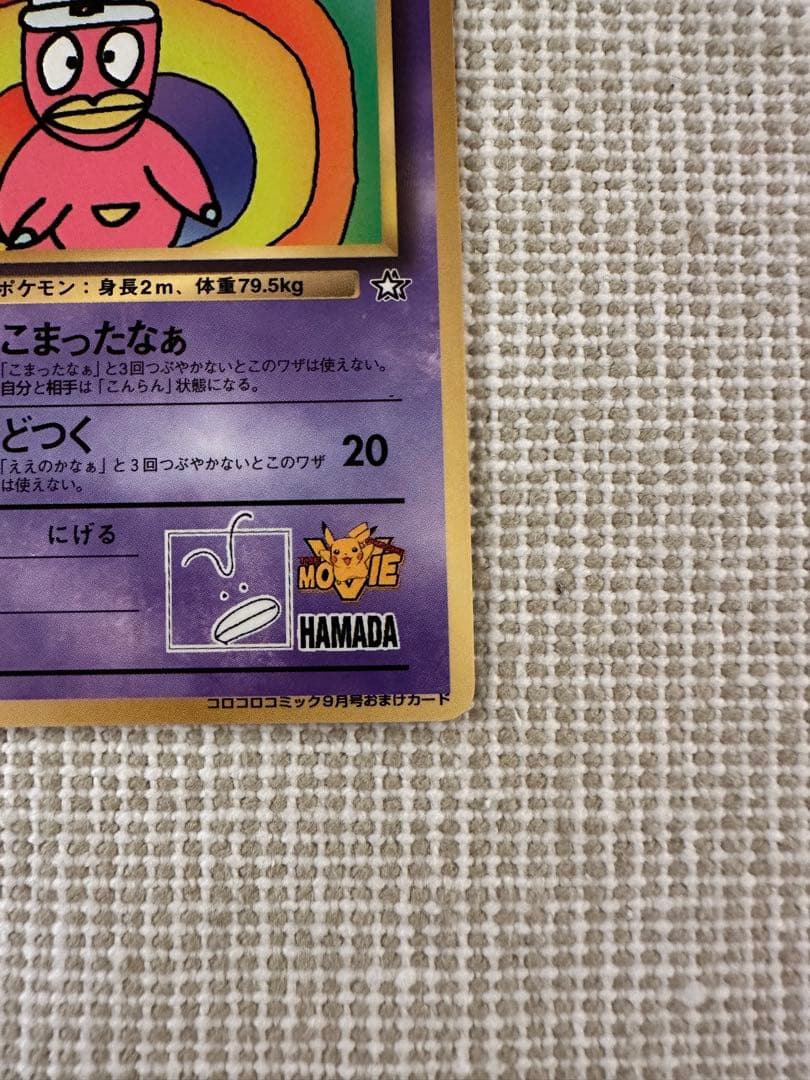 ポケモン：身長2m、体重79.5kg
こまったなぁ
「こまったなぁ」と3回つぶやかないとこのワザは使えない。
自分と相手は「こんらん」状態になる。
どつく 20
「ええのかなぁ」と3回つぶやかないとこのワザ
は使えない。
にげる
MOVIE
HAMADA
コロコロコミック9月号おまけカード